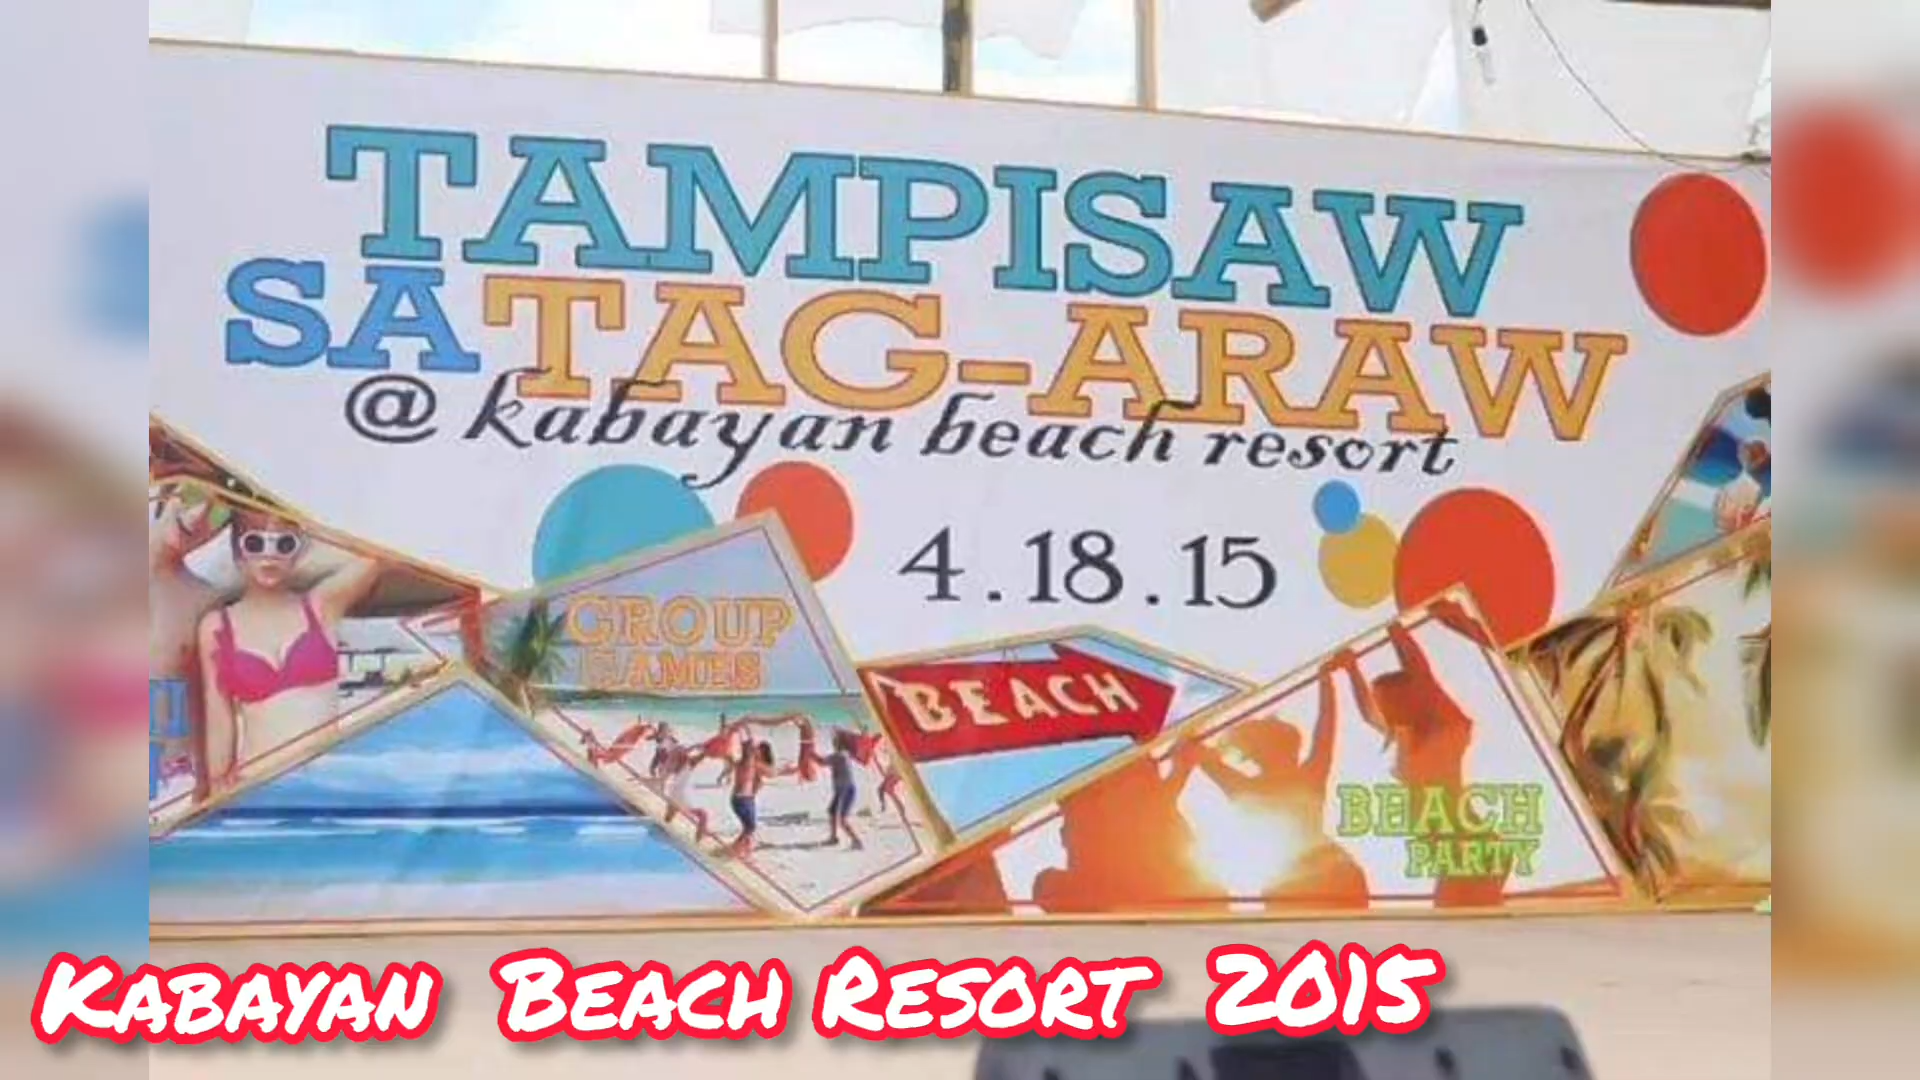 TAMPISAW
SA TAG-ARAW
@ kabayan beach resort
4.18.15
GROUP
GAMES
BEACH
BEACH
PARTY
KABAYAN BEACH RESORT 2015